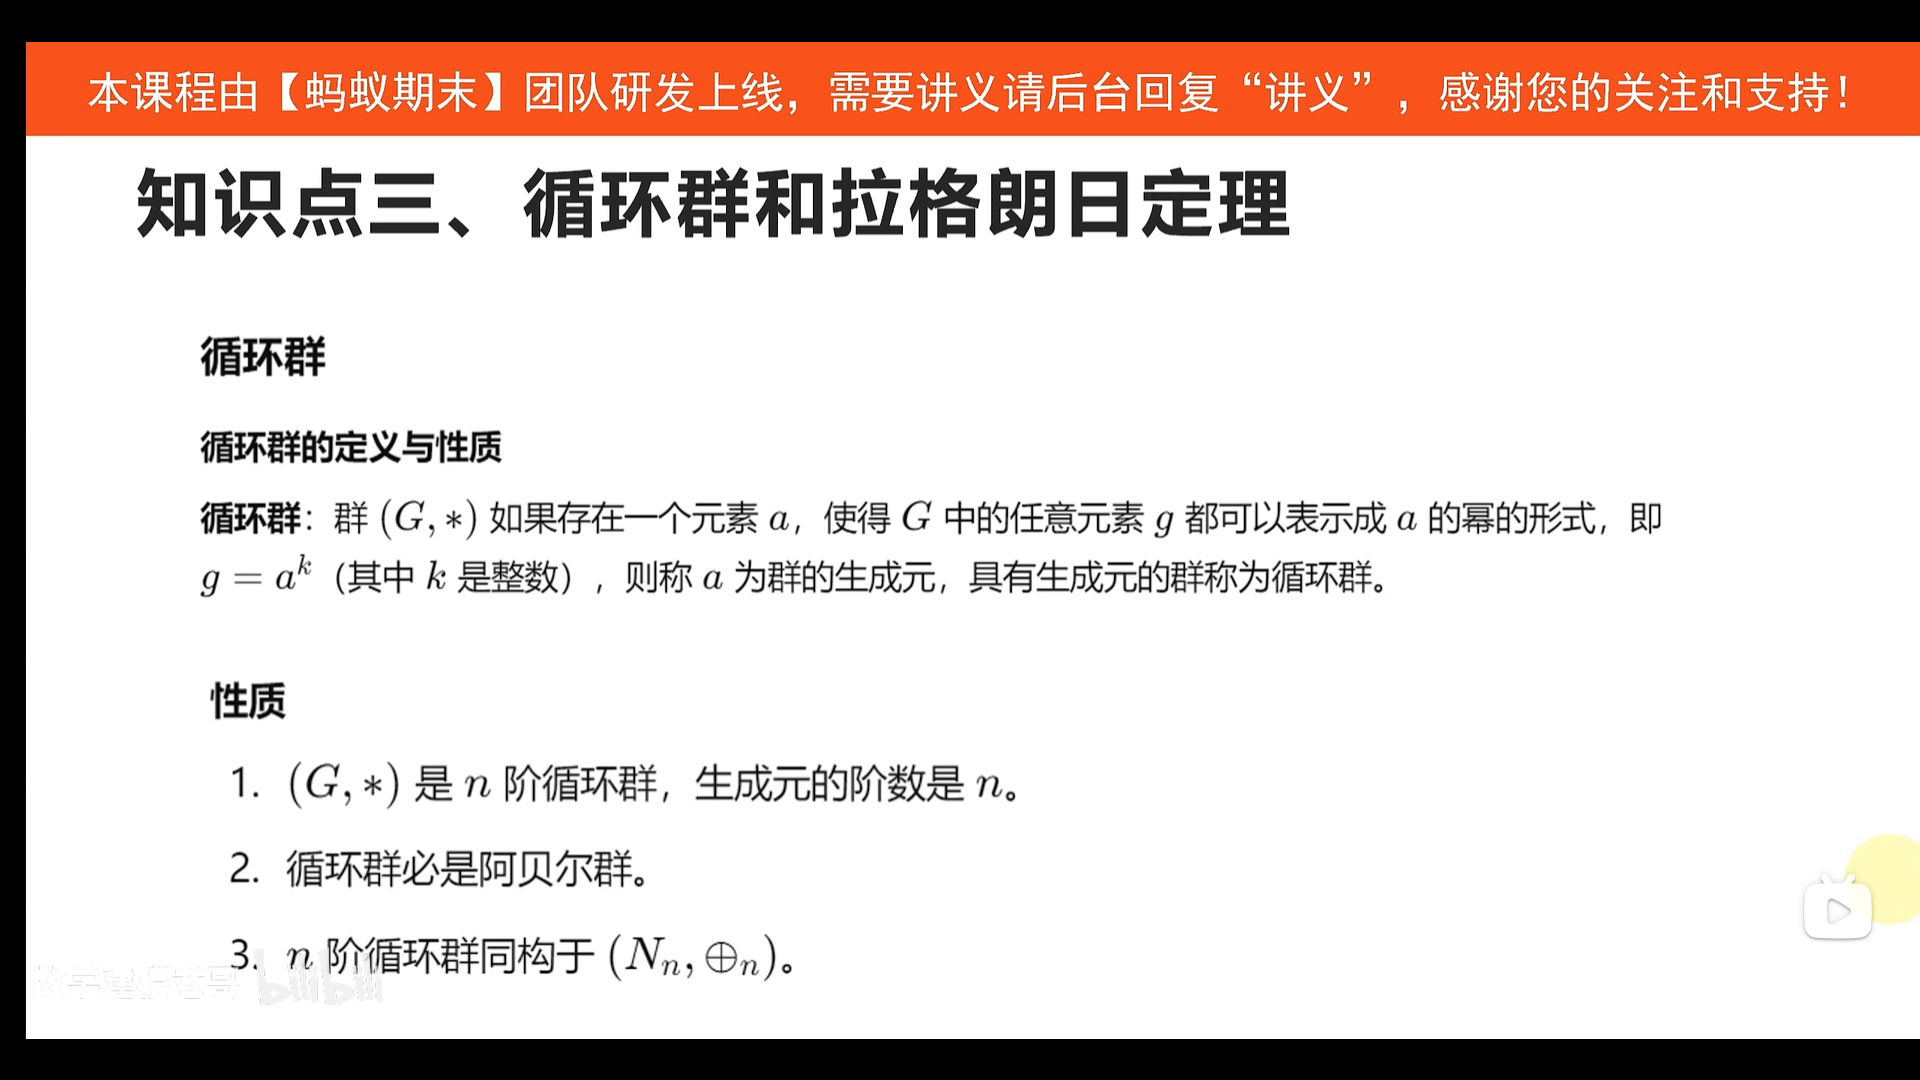 本课程由【蚂蚁期末】团队研发上线，需要讲义请后台回复“讲义”，感谢您的关注和支持！
知识点三、循环群和拉格朗日定理
循环群
循环群的定义与性质
循环群：群 (G, *) 如果存在一个元素 a，使得 G 中的任意元素 g 都可以表示成 a 的幂的形式，即
g = a^k（其中 k 是整数），则称 a 为群的生成元，具有生成元的群称为循环群。
性质
1. (G, *) 是 n 阶循环群，生成元的阶数是 n。
2. 循环群必是阿贝尔群。
3. n 阶循环群同构于 (N_n, ⊕_n)。
数学建模老哥 bilibili